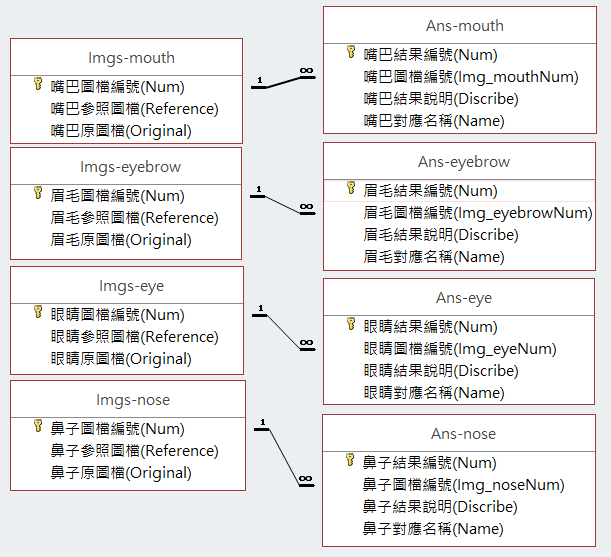 Imgs-mouth
嘴巴圖檔編號(Num)
嘴巴參照圖檔(Reference)
嘴巴原圖檔(Original)
1
∞
Ans-mouth
嘴巴結果編號(Num)
嘴巴圖檔編號(Img_mouthNum)
嘴巴結果說明(Discribe)
嘴巴對應名稱(Name)
Imgs-eyebrow
眉毛圖檔編號(Num)
眉毛參照圖檔(Reference)
眉毛原圖檔(Original)
1
∞
Ans-eyebrow
眉毛結果編號(Num)
眉毛圖檔編號(Img_eyebrowNum)
眉毛結果說明(Discribe)
眉毛對應名稱(Name)
Imgs-eye
眼睛圖檔編號(Num)
眼睛參照圖檔(Reference)
眼睛原圖檔(Original)
1
∞
Ans-eye
眼睛結果編號(Num)
眼睛圖檔編號(Img_eyeNum)
眼睛結果說明(Discribe)
眼睛對應名稱(Name)
Imgs-nose
鼻子圖檔編號(Num)
鼻子參照圖檔(Reference)
鼻子原圖檔(Original)
1
∞
Ans-nose
鼻子結果編號(Num)
鼻子圖檔編號(Img_noseNum)
鼻子結果說明(Discribe)
鼻子對應名稱(Name)